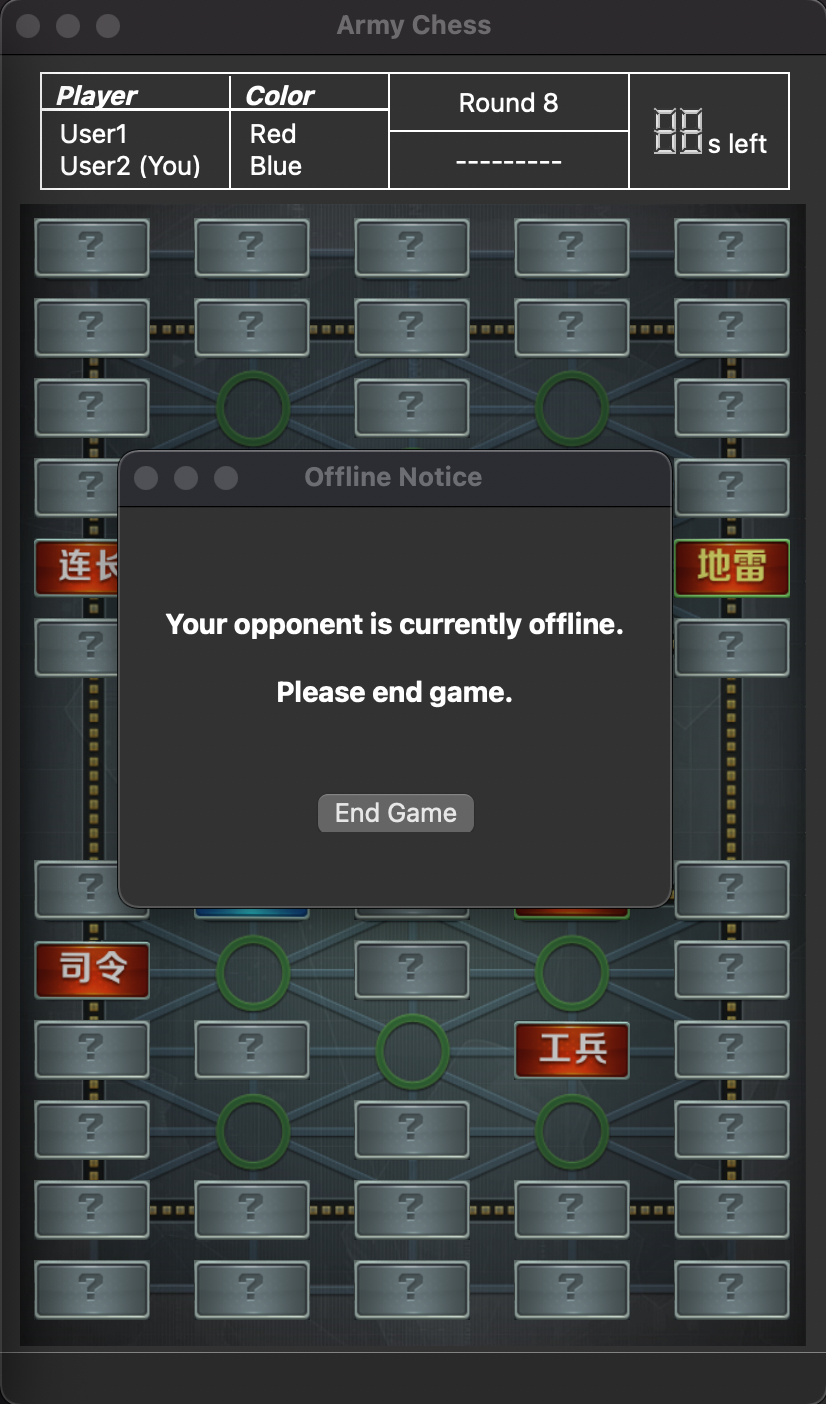 Army Chess
Player
Color
Round 8
User1
Red
User2 (You)
Blue
---------
s left
? ? ? ? ?
? ? ? ? ?
? ? ?
? ?
连长
地雷
? ?
Offline Notice
Your opponent is currently offline.
Please end game.
End Game
? ?
司令
? ?
? ?
工兵
?
? ? ?
? ? ? ? ?
? ? ? ? ?